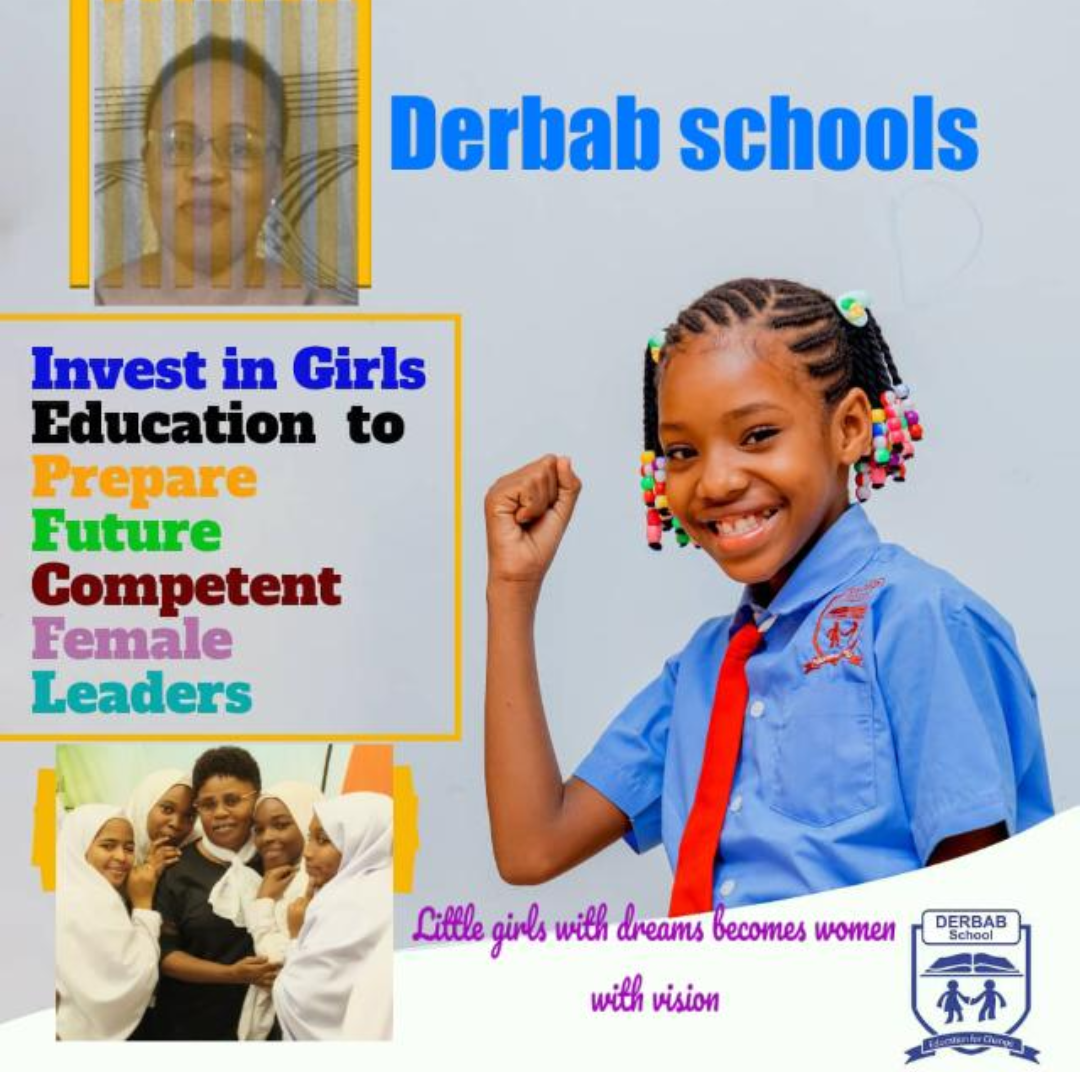 Derbab schools
Invest in Girls
Education to
Prepare
Future
Competent
Female
Leaders
Little girls with dreams becomes women
with vision
DERBAB
School
Education for Change